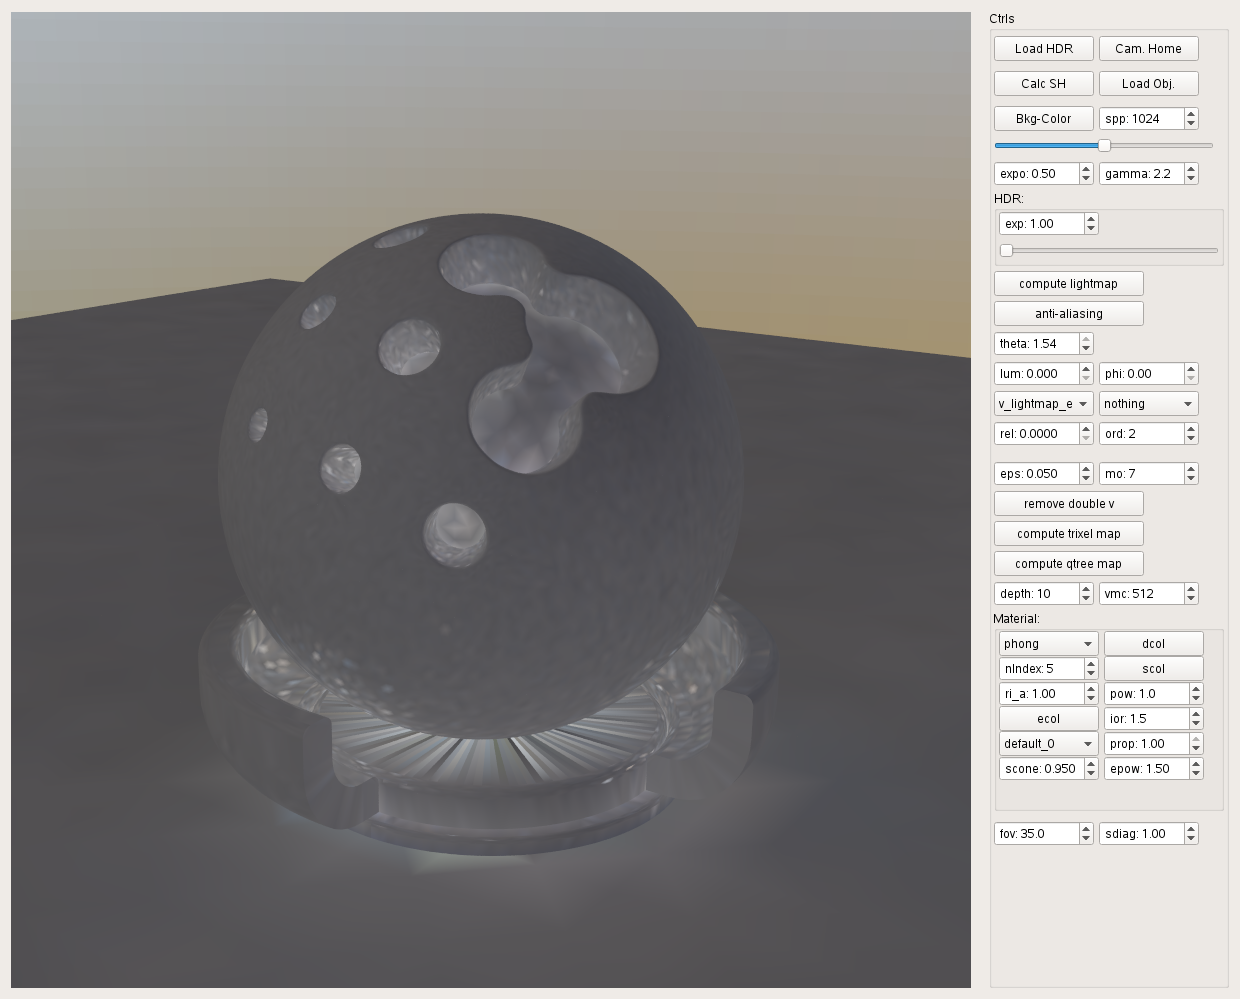 Ctrls
Load HDR Cam. Home
Calc SH Load Obj.
Bkg-Color spp: 1024
expo: 0.50 gamma: 2.2
HDR:
exp: 1.00
compute lightmap
anti-aliasing
theta: 1.54
lum: 0.000 phi: 0.00
v_lightmap_e nothing
rel: 0.0000 ord: 2
eps: 0.050 mo: 7
remove double v
compute trixel map
compute qtree map
depth: 10 vmc: 512
Material:
phong dcol
nIndex: 5 scol
ri_a: 1.00 pow: 1.0
ecol ior: 1.5
default_0 prop: 1.00
scone: 0.950 epow: 1.50
fov: 35.0 sdiag: 1.00